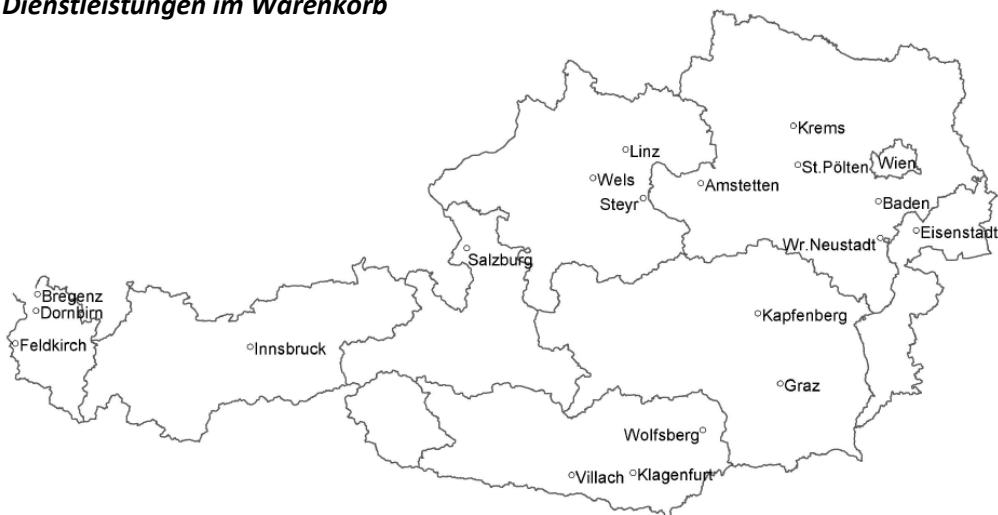 Dienstleistungen im Warenkorb
Krems
Linz
St.Pölten
Wien
Wels
Amstetten
Steyr
Baden
Eisenstadt
Wr.Neustadt
Salzburg
Bregenz
Dornbirn
Kapfenberg
Feldkirch
Innsbruck
Graz
Wolfsberg
Villach
Klagenfurt